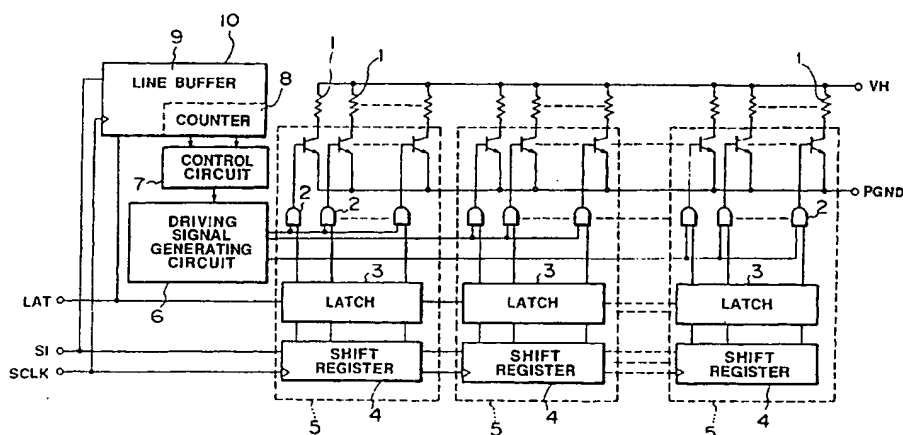 10
9
LINE BUFFER
8
COUNTER
1
1
1
VH
7
CONTROL CIRCUIT
PGND
2
2
2
DRIVING SIGNAL GENERATING CIRCUIT
6
3
3
3
LATCH
LATCH
LATCH
LAT
SI
SCLK
SHIFT REGISTER
SHIFT REGISTER
SHIFT REGISTER
4
4
4
5
5
5